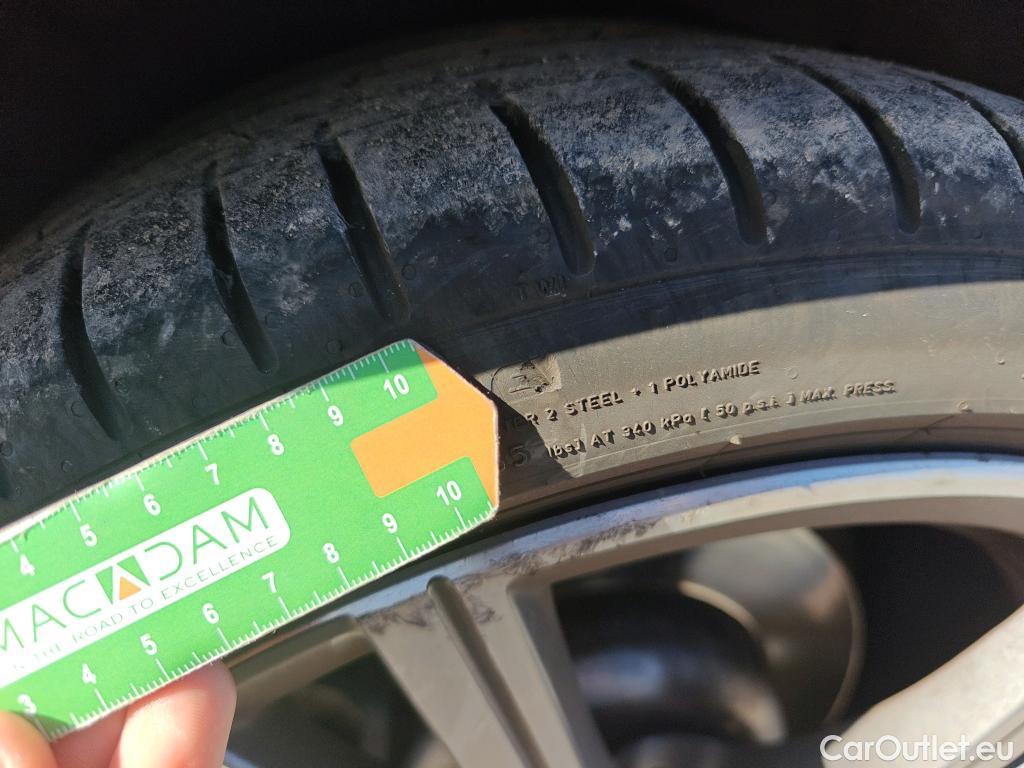 TWI
2 STEEL + 1 POLYAMIDE
AT 340 kPa [ 50 p.s.i. ] MAX. PRESS
4 5 6 7 8 9 10
MACADAM
THE ROAD TO EXCELLENCE
3 4 5 6 7 8 9 10
CarOutlet.eu